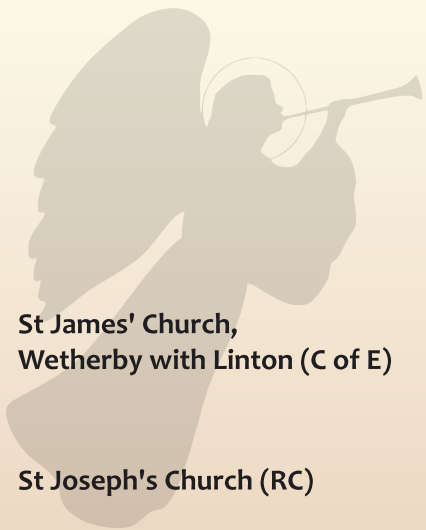 St James' Church,
Wetherby with Linton (C of E)
St Joseph's Church (RC)